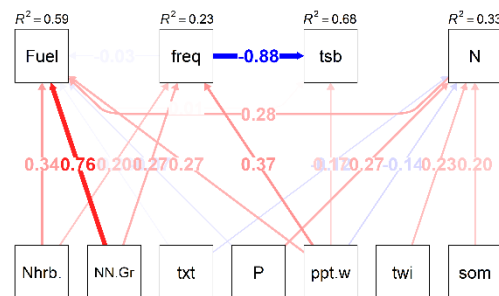 R² = 0.59 R² = 0.23 R² = 0.68 R² = 0.33
Fuel -0.03 freq -0.88 tsb N
0.28
0.34 0.76 0.20 0.27 0.27 0.37 0.27 -0.14 0.23 0.20
Nhrb. NN.Gr txt P ppt.w twi som